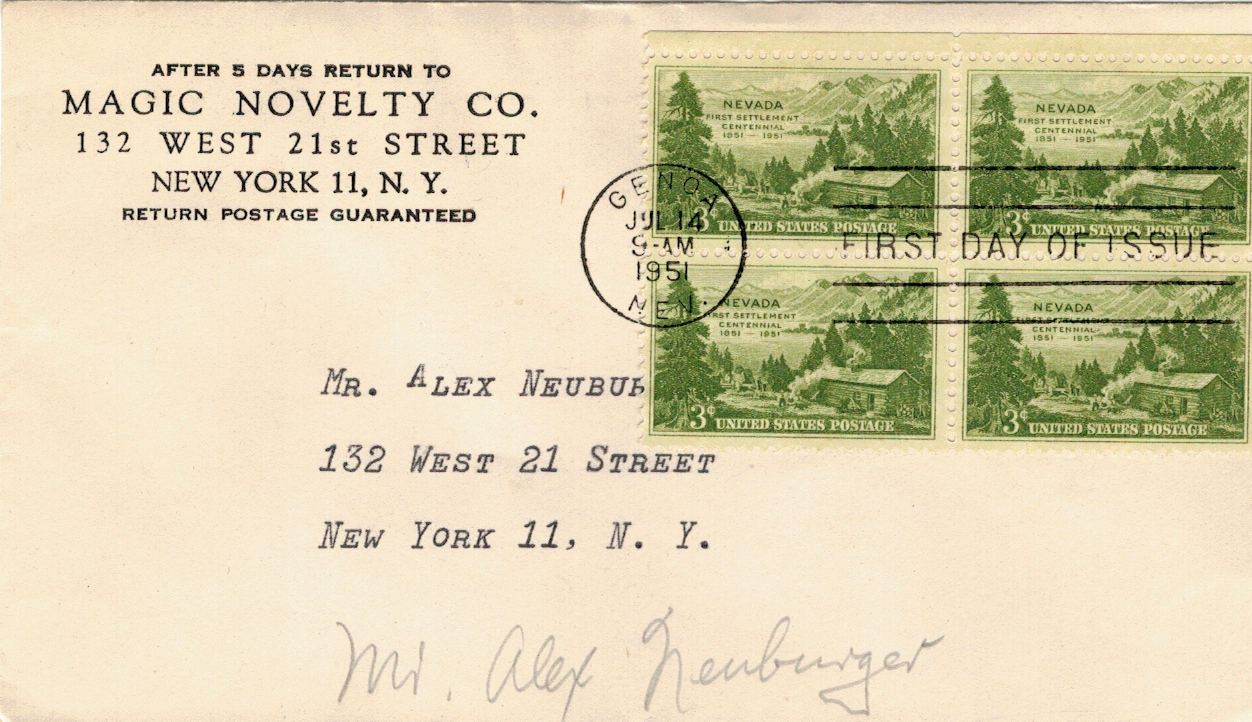 AFTER 5 DAYS RETURN TO
MAGIC NOVELTY CO.
132 WEST 21st STREET
NEW YORK 11, N. Y.
RETURN POSTAGE GUARANTEED
NEVADA
FIRST SETTLEMENT
CENTENNIAL
1851 — 1951
3¢ UNITED STATES POSTAGE
NEVADA
FIRST SETTLEMENT
CENTENNIAL
1851 — 1951
3¢ UNITED STATES POSTAGE
GENOA
JUL 14
9-AM
1951
NEV.
FIRST DAY OF ISSUE
NEVADA
FIRST SETTLEMENT
CENTENNIAL
1851 — 1951
3¢ UNITED STATES POSTAGE
NEVADA
FIRST SETTLEMENT
CENTENNIAL
1851 — 1951
3¢ UNITED STATES POSTAGE
MR. ALEX NEUBUR
132 WEST 21 STREET
NEW YORK 11, N. Y.
Mr. Alex Neuburger